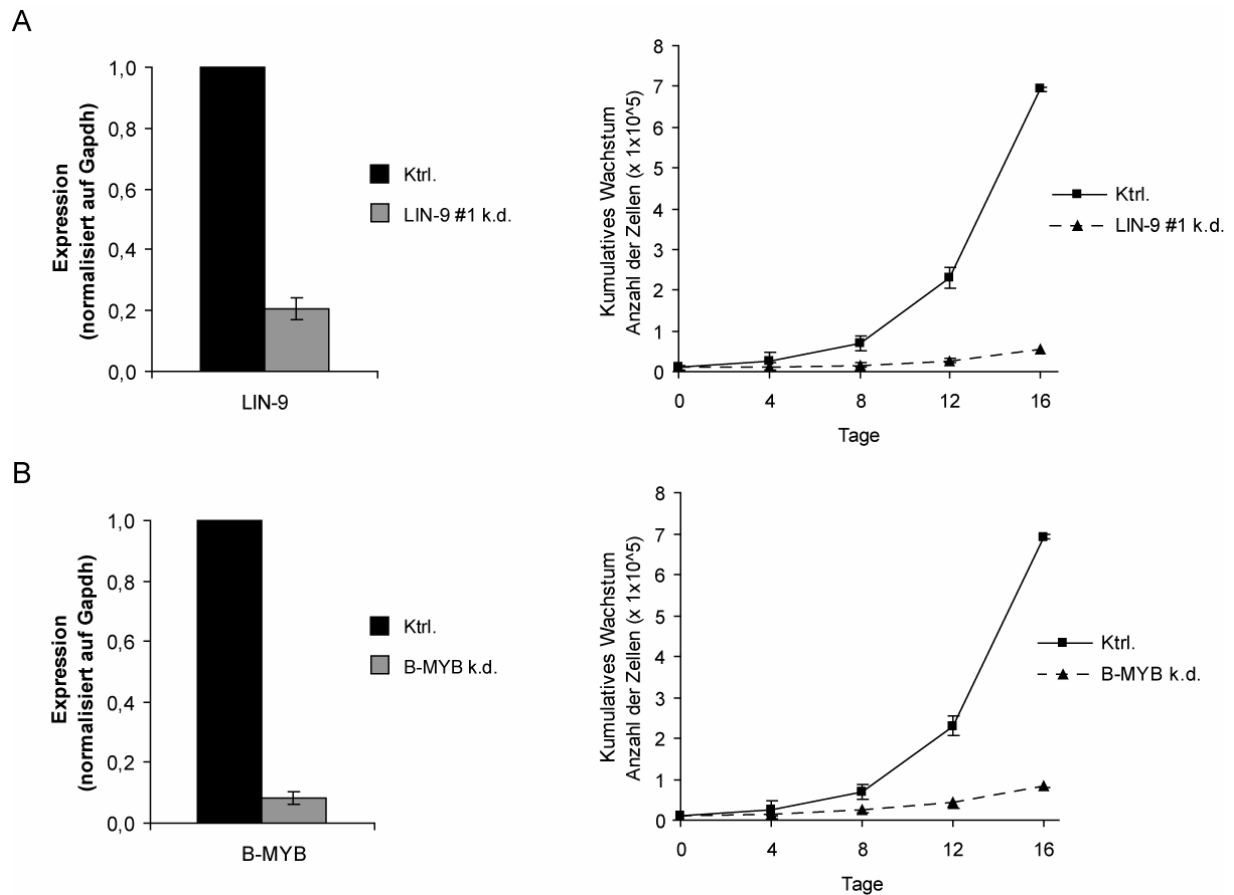 A
Expression
(normalisiert auf Gapdh)
1,0
0,8
0,6
0,4
0,2
0,0
LIN-9
Ktrl.
LIN-9 #1 k.d.
Kumulatives Wachstum
Anzahl der Zellen (x 1x10^5)
8
7
6
5
4
3
2
1
0
0 4 8 12 16
Tage
Ktrl.
LIN-9 #1 k.d.
B
Expression
(normalisiert auf Gapdh)
1,0
0,8
0,6
0,4
0,2
0,0
B-MYB
Ktrl.
B-MYB k.d.
Kumulatives Wachstum
Anzahl der Zellen (x 1x10^5)
8
7
6
5
4
3
2
1
0
0 4 8 12 16
Tage
Ktrl.
B-MYB k.d.